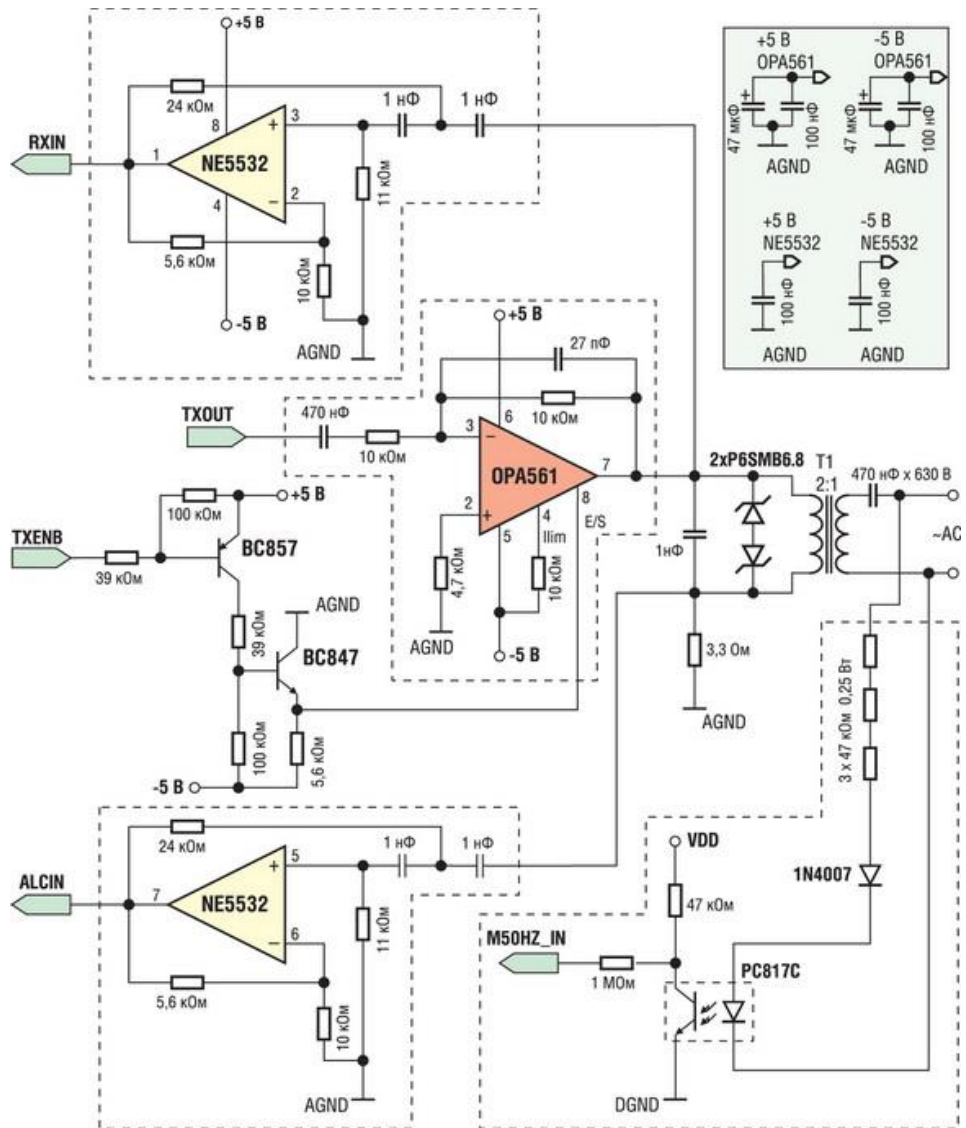 +5 В
24 кОм
1 нФ
1 нФ
8
3
RXIN
1
NE5532
+
−
2
4
11 кОм
5,6 кОм
10 кОм
-5 В
AGND
+5 В
OPA561
-5 В
OPA561
+
47 мкФ
100 нФ
AGND
+
47 мкФ
100 нФ
AGND
+5 В
NE5532
-5 В
NE5532
100 нФ
AGND
100 нФ
AGND
+5 В
27 пФ
10 кОм
TXOUT
470 нФ
10 кОм
3
−
6
7
OPA561
8
2
+
4
5
Ilim
E/S
4,7 кОм
10 кОм
AGND
-5 В
2xP6SMB6.8
T1
2:1
470 нФ x 630 В
~AC
1нФ
3,3 Ом
AGND
+5 В
100 кОм
TXENB
39 кОм
BC857
AGND
39 кОм
BC847
100 кОм
5,6 кОм
-5 В
3 x 47 кОм 0,25 Вт
1N4007
24 кОм
1 нФ
1 нФ
5
ALCIN
7
NE5532
+
−
6
11 кОм
5,6 кОм
10 кОм
AGND
VDD
47 кОм
M50HZ_IN
1 МОм
PC817C
DGND